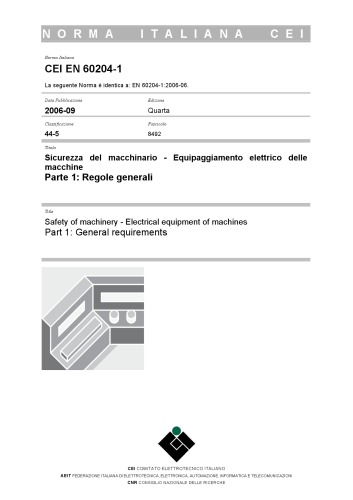 NORMA ITALIANA CEI
Norma Italiana
CEI EN 60204-1
La seguente Norma è identica a: EN 60204-1:2006-06.
Data Pubblicazione
Edizione
2006-09
Quarta
Classificazione
Fascicolo
44-5
8492
Titolo
Sicurezza del macchinario - Equipaggiamento elettrico delle
macchine
Parte 1: Regole generali
Title
Safety of machinery - Electrical equipment of machines
Part 1: General requirements
CEI COMITATO ELETTROTECNICO ITALIANO
AEIT FEDERAZIONE ITALIANA DI ELETTROTECNICA, ELETTRONICA, AUTOMAZIONE, INFORMATICA E TELECOMUNICAZIONI
CNR CONSIGLIO NAZIONALE DELLE RICERCHE